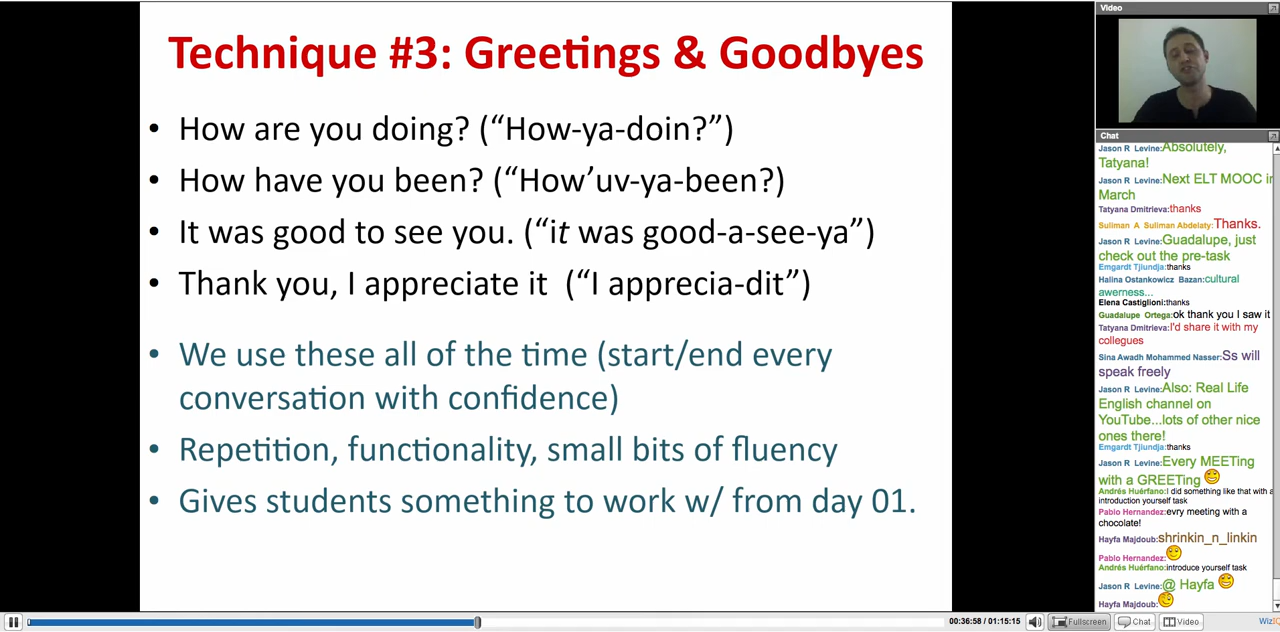 Technique #3: Greetings & Goodbyes
• How are you doing? (“How-ya-doin?”)
• How have you been? (“How’uv-ya-been?)
• It was good to see you. (“it was good-a-see-ya”)
• Thank you, I appreciate it (“I apprecia-dit”)
• We use these all of the time (start/end every
conversation with confidence)
• Repetition, functionality, small bits of fluency
• Gives students something to work w/ from day 01.
Video
Chat
Jason R Levine:Absolutely,
Tatyana!
Jason R Levine:Next ELT MOOC in
March
Tatyana Dmitrieva:thanks
Suliman A Suliman Abdelaty:Thanks.
Jason R Levine:Guadalupe, just
check out the pre-task
Emgardt Tjiundja:thanks
Halina Ostankowicz Bazan:cultural
awerness...
Elena Castiglioni:thanks
Guadalupe Ortega:ok thank you I saw it
Tatyana Dmitrieva:I'd share it with my
collegues
Sina Awadh Mohammed Nasser:Ss will
speak freely
Jason R Levine:Also: Real Life
English channel on
YouTube...lots of other nice
ones there!
Emgardt Tjiundja:thanks
Jason R Levine:Every MEETing
with a GREETing
Andrés Huérfano:I did something like that with a
introduction yourself task
Pablo Hernandez:evry meeting with a
chocolate!
Hayfa Majdoub:shrinkin_n_linkin
Pablo Hernandez:
Andrés Huérfano:introduce yourself task
Jason R Levine:@ Hayfa
Hayfa Majdoub:
00:36:58 / 01:15:15
Fullscreen
Chat
Video
WizIQ